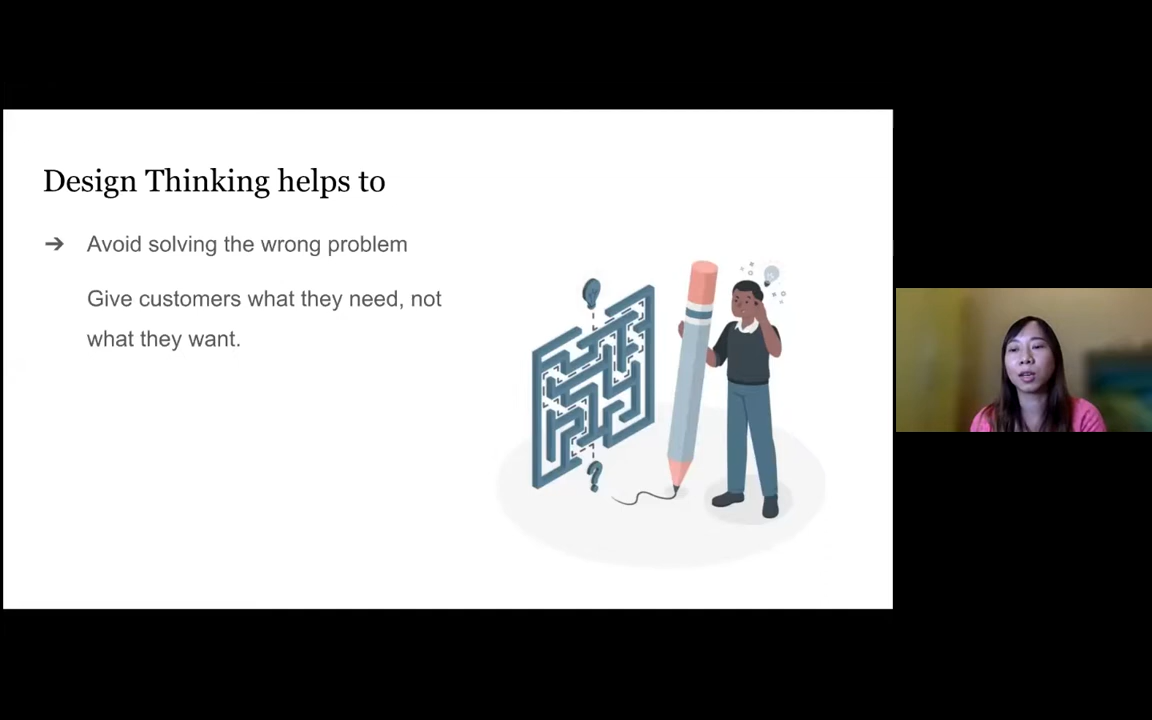 Design Thinking helps to
➔ Avoid solving the wrong problem
Give customers what they need, not
what they want.